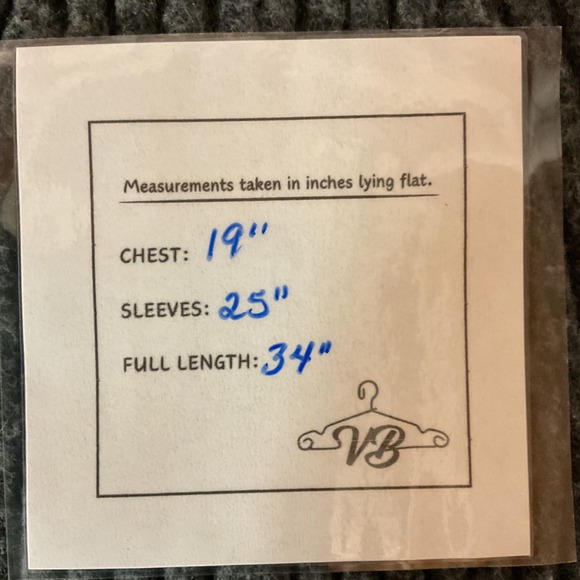 Measurements taken in inches lying flat.
CHEST: 19"
SLEEVES: 25"
FULL LENGTH: 34"
VB